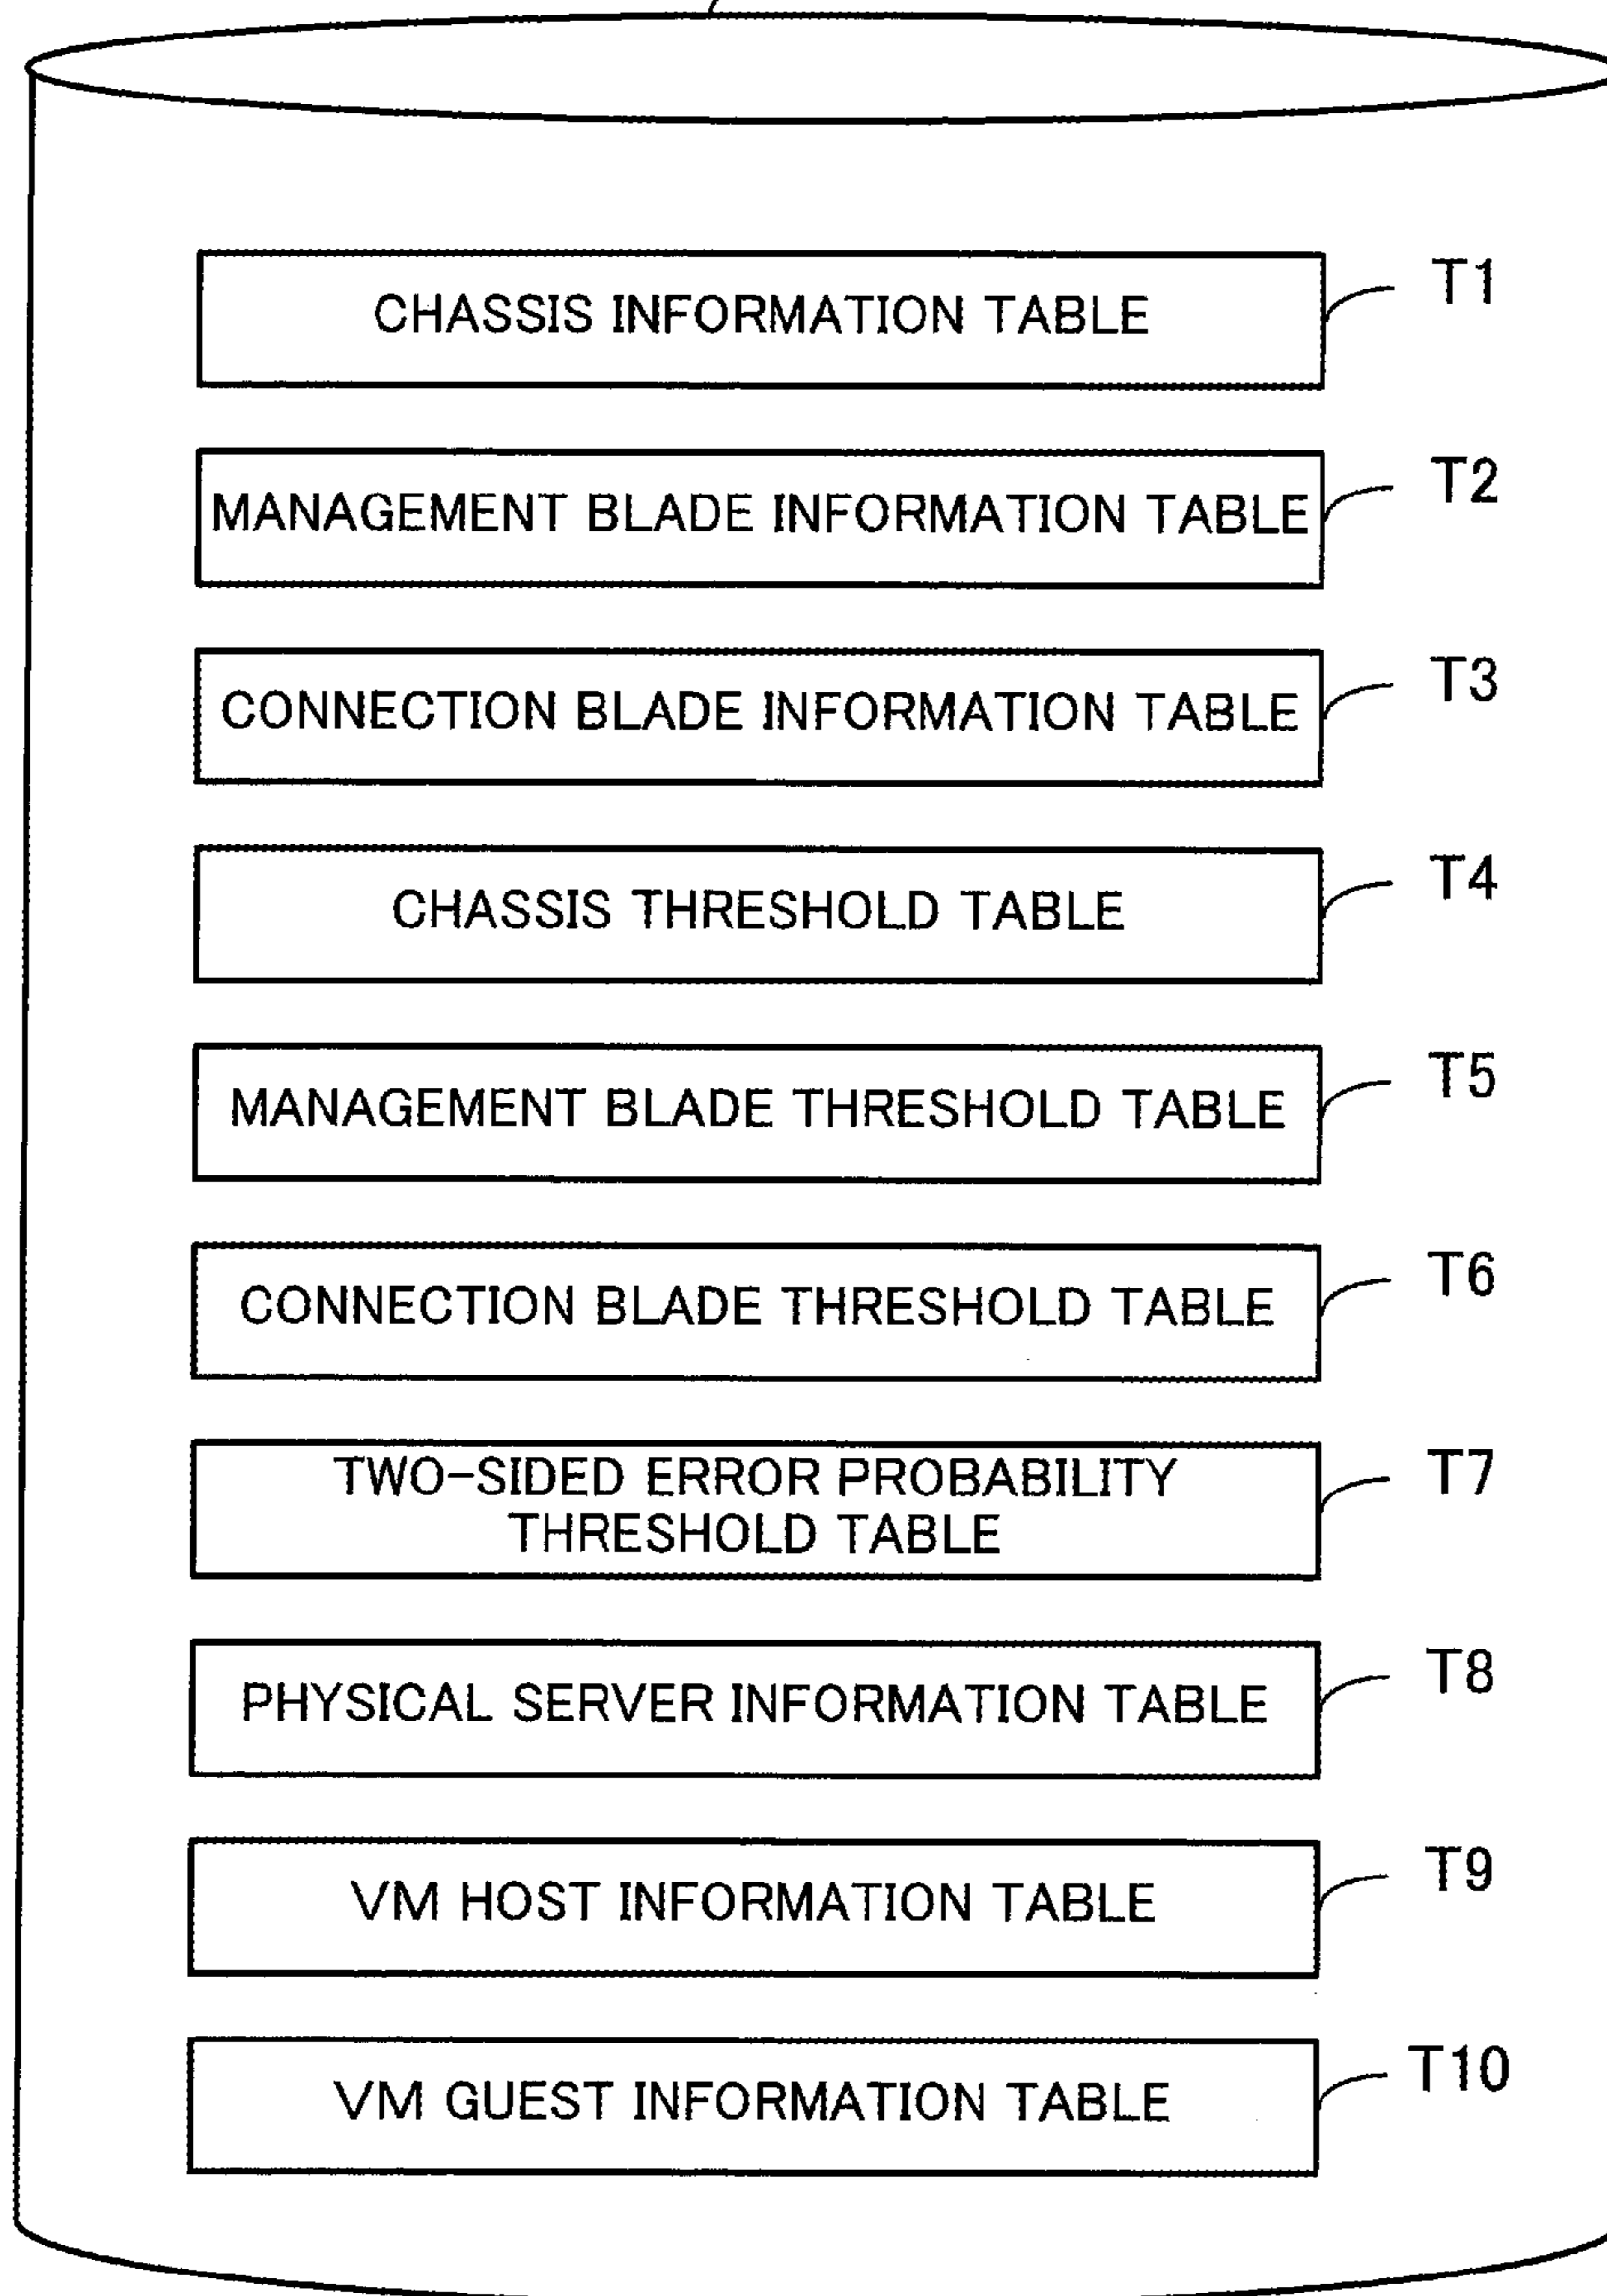 CHASSIS INFORMATION TABLE T1
MANAGEMENT BLADE INFORMATION TABLE T2
CONNECTION BLADE INFORMATION TABLE T3
CHASSIS THRESHOLD TABLE T4
MANAGEMENT BLADE THRESHOLD TABLE T5
CONNECTION BLADE THRESHOLD TABLE T6
TWO-SIDED ERROR PROBABILITY T7
THRESHOLD TABLE
PHYSICAL SERVER INFORMATION TABLE T8
VM HOST INFORMATION TABLE T9
VM GUEST INFORMATION TABLE T10